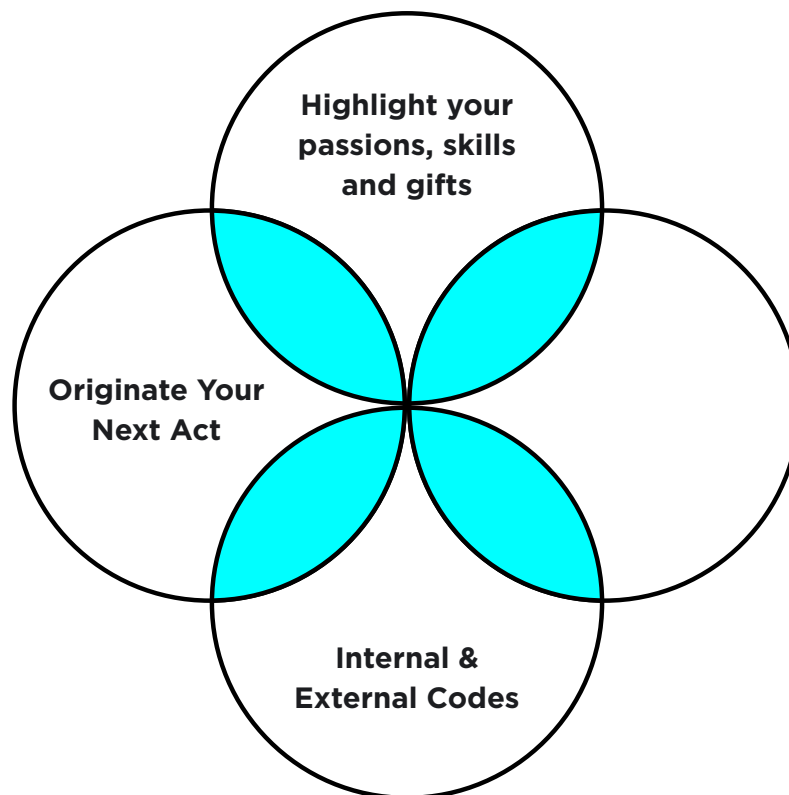 Highlight your
passions, skills
and gifts
Originate Your
Next Act
Internal &
External Codes